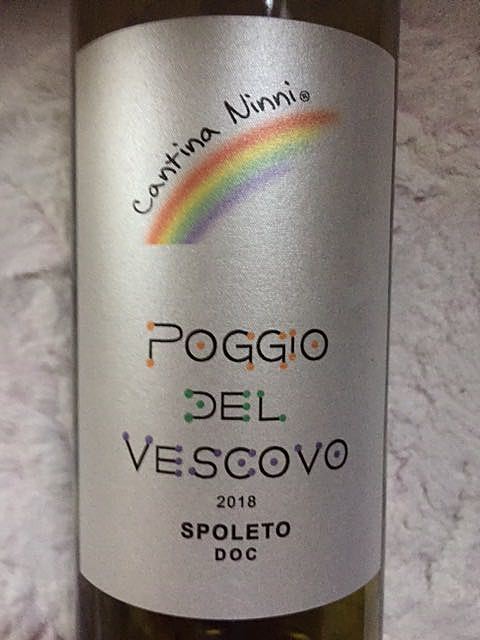 Cantina Ninni®
POGGIO
DEL
VESCOVO
2018
SPOLETO
DOC